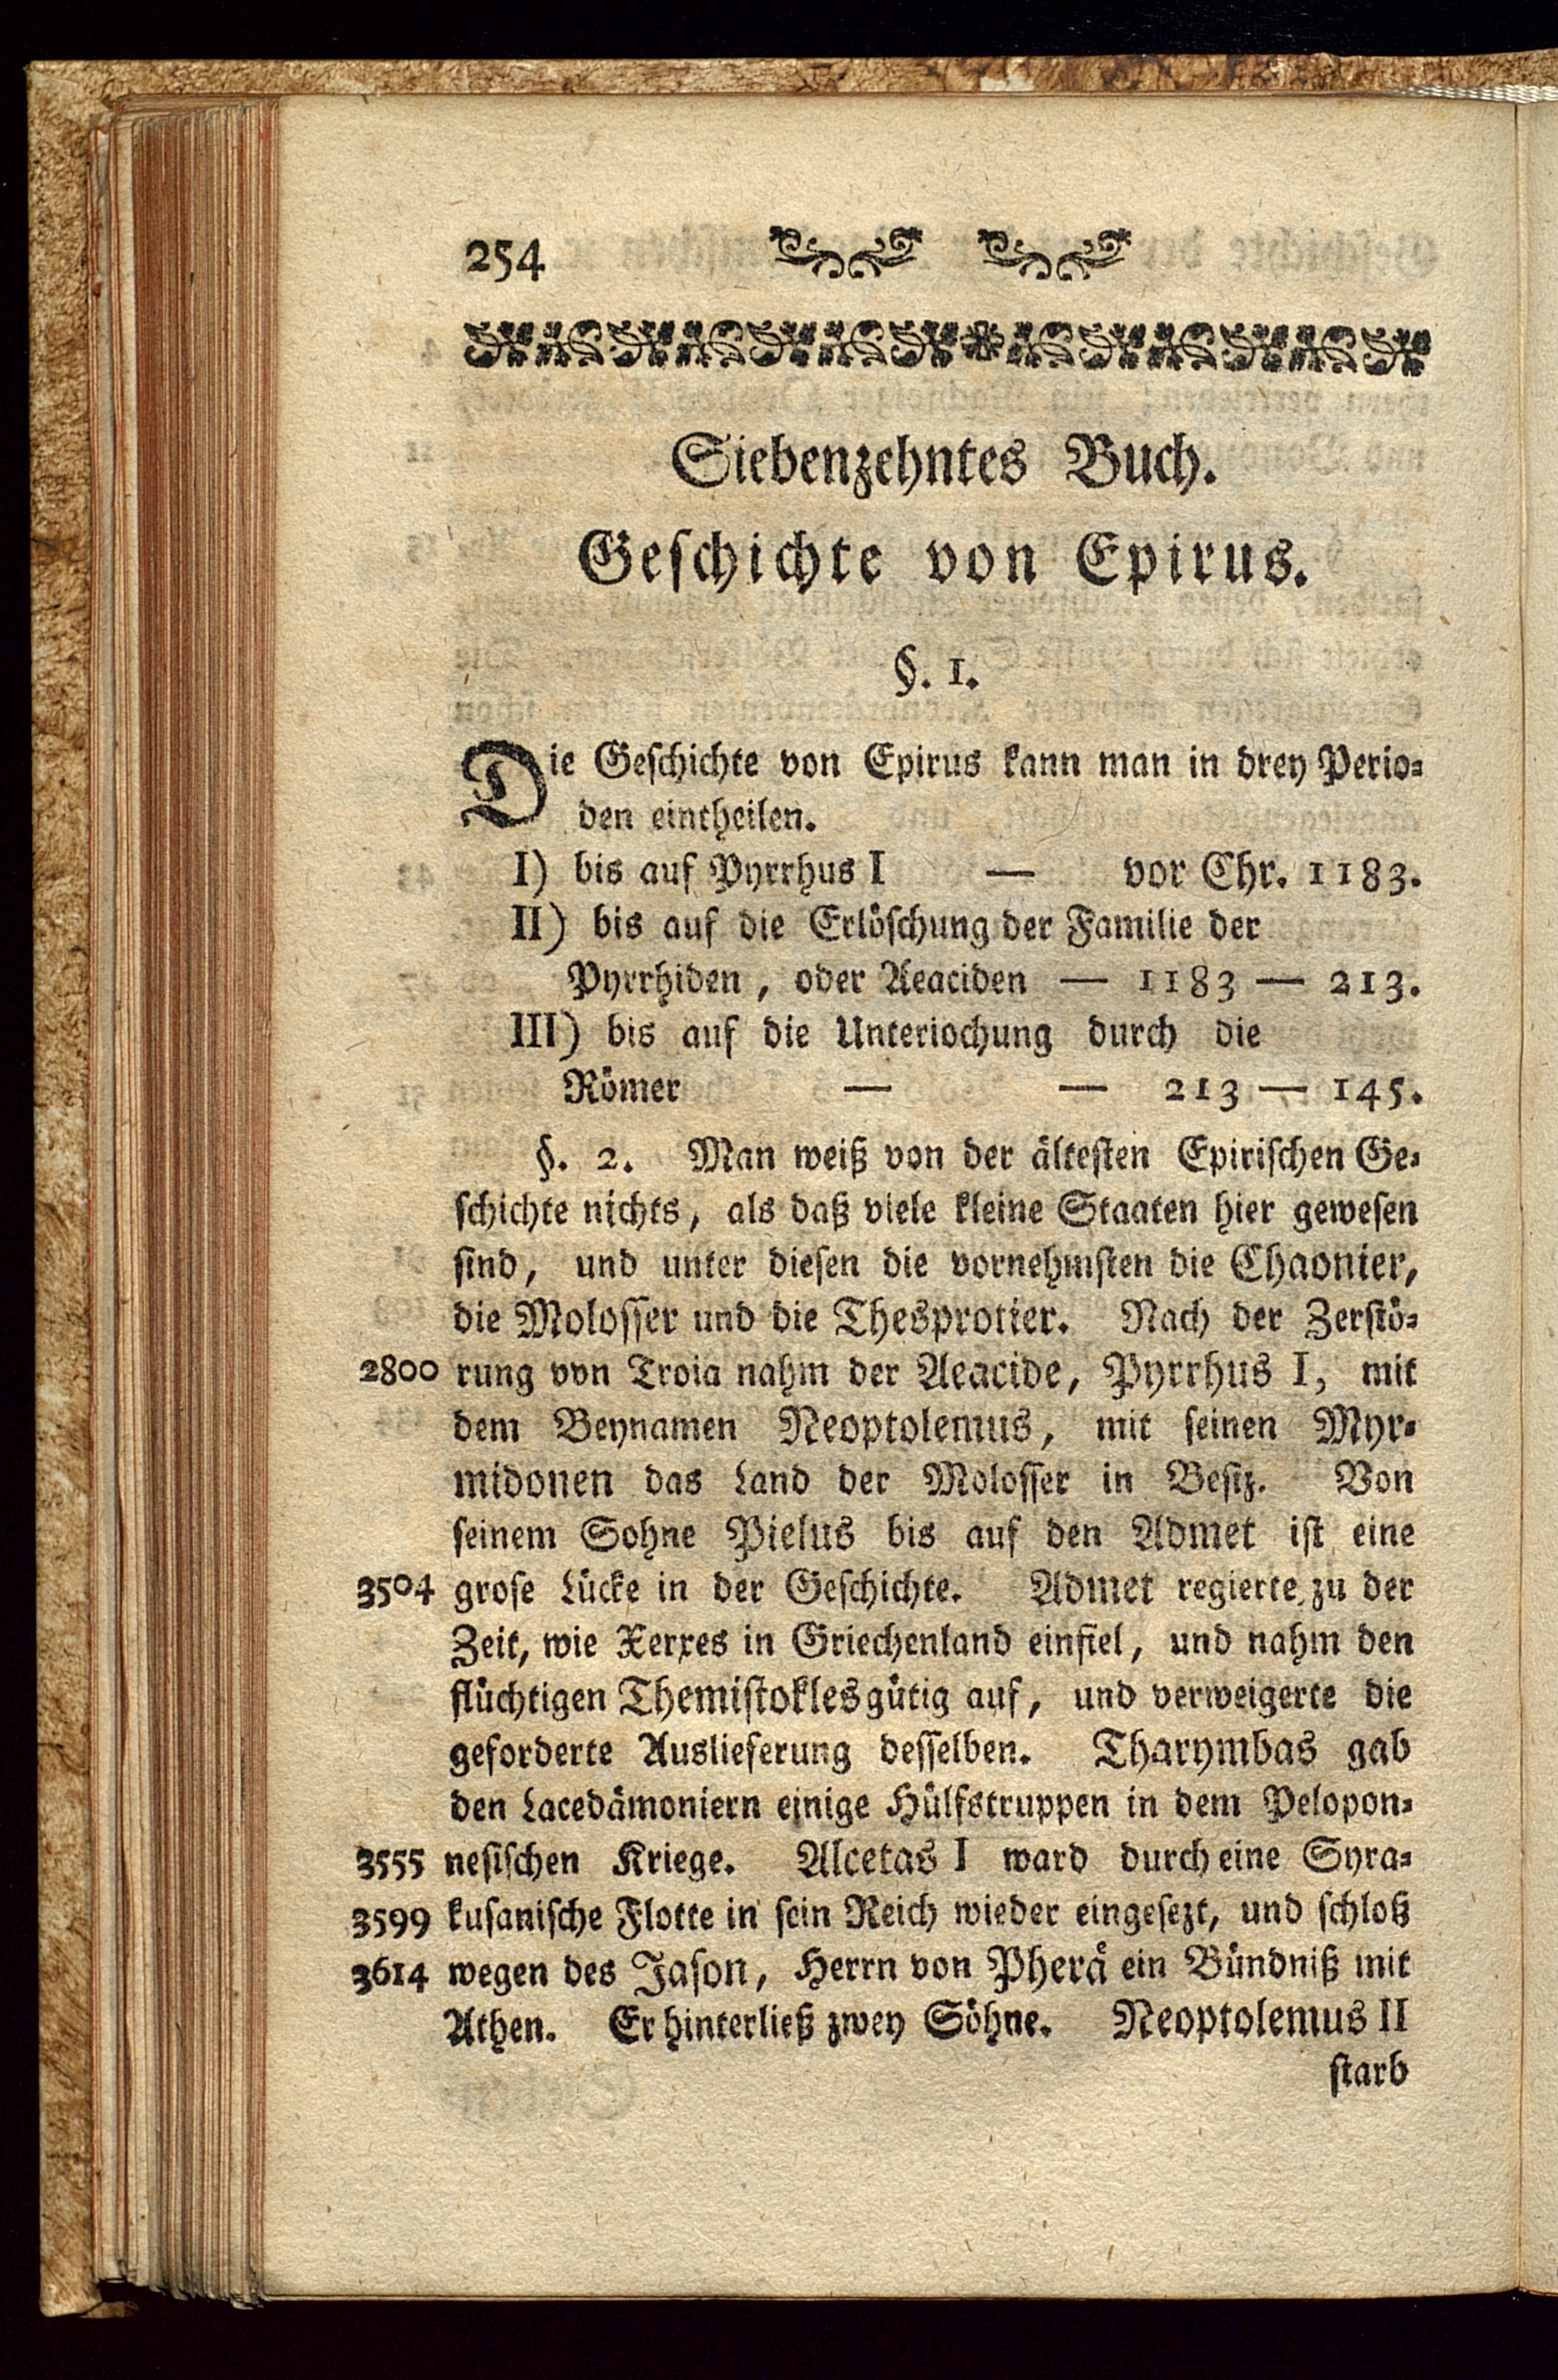 254
Siebenzehntes Buch.
Geschichte von Epirus.
§. 1.
Die Geschichte von Epirus kann man in drey Perio-
den eintheilen.
I) bis auf Pyrrhus I — vor Chr. 1183.
II) bis auf die Erlöschung der Familie der
Pyrrhiden, oder Aeaciden — 1183 — 213.
III) bis auf die Unteriochung durch die
Römer — — 213 — 145.
§. 2. Man weiß von der ältesten Epirischen Ge-
schichte nichts, als daß viele kleine Staaten hier gewesen
sind, und unter diesen die vornehmsten die Chaonier,
die Molosser und die Thesprotier. Nach der Zerstö-
2800 rung von Troia nahm der Aeacide, Pyrrhus I, mit
dem Beynamen Neoptolemus, mit seinen Myr-
midonen das Land der Molosser in Besiz. Von
seinem Sohne Pielus bis auf den Admet ist eine
3504 grose Lücke in der Geschichte. Admet regierte zu der
Zeit, wie Xerxes in Griechenland einfiel, und nahm den
flüchtigen Themistokles gütig auf, und verweigerte die
geforderte Auslieferung desselben. Tharymbas gab
den Lacedämoniern einige Hülfstruppen in dem Pelopon-
3555 nesischen Kriege. Alcetas I ward durch eine Syra-
3599 kusanische Flotte in sein Reich wieder eingesezt, und schloß
3614 wegen des Jason, Herrn von Pherä ein Bündniß mit
Athen. Er hinterließ zwey Söhne. Neoptolemus II
starb